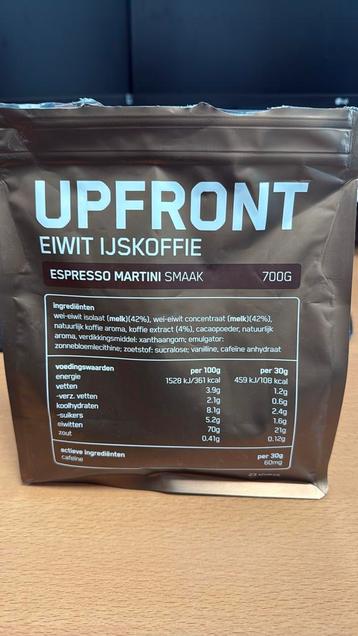 UPFRONT
EIWIT IJSKOFFIE
ESPRESSO MARTINI SMAAK 700G
ingrediënten
wei-eiwit isolaat (melk)(42%), wei-eiwit concentraat (melk)(42%),
natuurlijk koffie aroma, koffie extract (4%), cacaopoeder, natuurlijk
aroma, verdikkingsmiddel: xanthaangom; emulgator:
zonnebloemlecithine; zoetstof: sucralose; vanilline, cafeïne anhydraat
voedingswaarden per 100g per 30g
energie 1528 kJ/361 kcal 459 kJ/108 kcal
vetten 3.9g 1.2g
-verz. vetten 2.1g 0.6g
koolhydraten 8.1g 2.4g
-suikers 5.2g 1.6g
eiwitten 70g 21g
zout 0.41g 0.12g
actieve ingrediënten per 30g
cafeïne 60mg